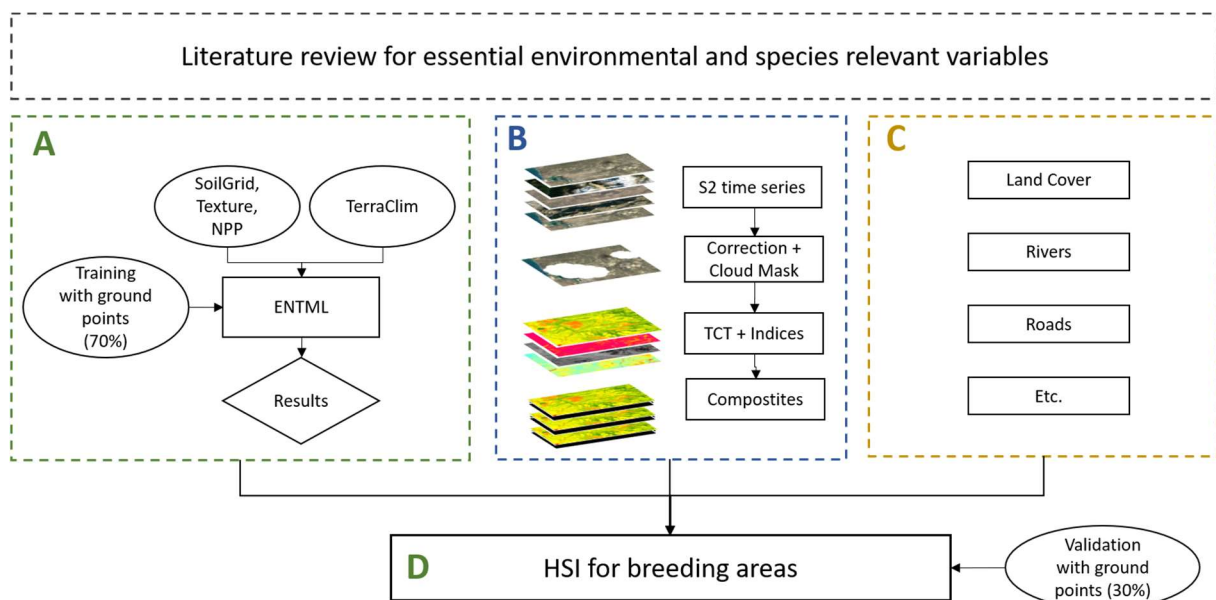 Literature review for essential environmental and species relevant variables
A
SoilGrid,
Texture,
NPP
TerraClim
Training
with ground
points
(70%)
ENTML
Results
B
S2 time series
Correction +
Cloud Mask
TCT + Indices
Compostites
C
Land Cover
Rivers
Roads
Etc.
D
HSI for breeding areas
Validation
with ground
points (30%)